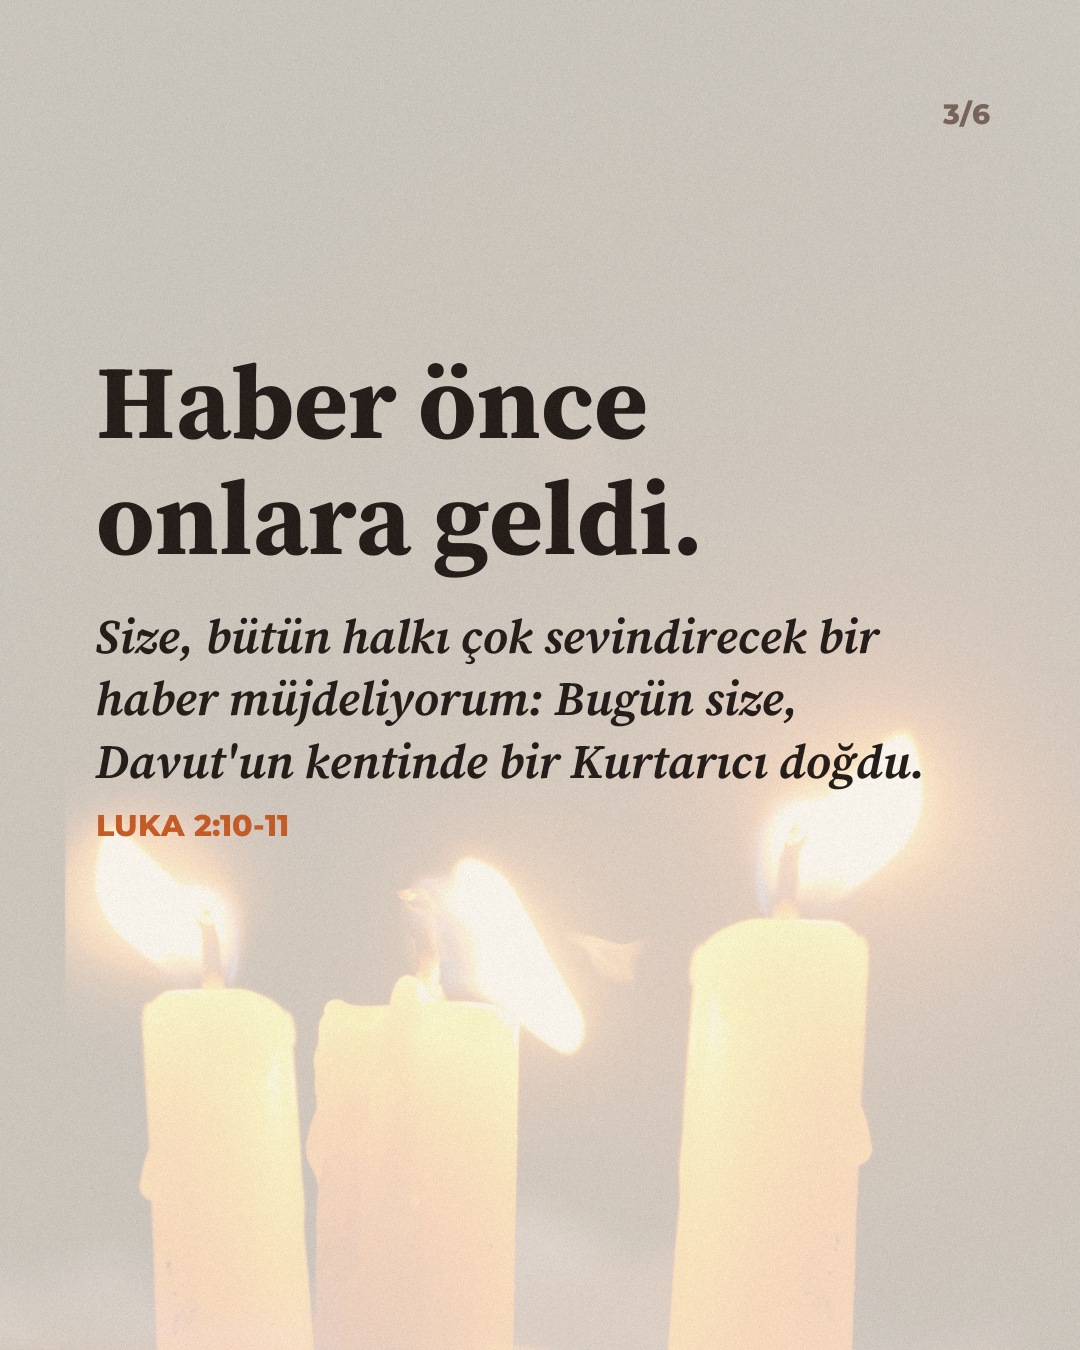 3/6
Haber önce
onlara geldi.
Size, bütün halkı çok sevindirecek bir
haber müjdeliyorum: Bugün size,
Davut'un kentinde bir Kurtarıcı doğdu.
LUKA 2:10-11